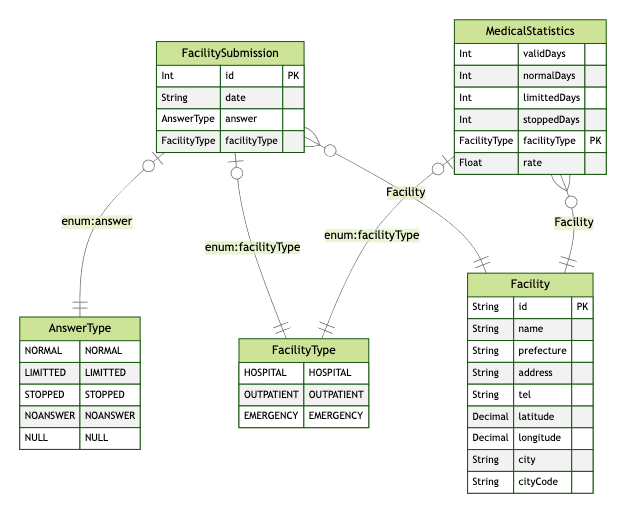 FacilitySubmission
Int id PK
String date
AnswerType answer
FacilityType facilityType
MedicalStatistics
Int validDays
Int normalDays
Int limittedDays
Int stoppedDays
FacilityType facilityType PK
Float rate
Facility
enum:answer
enum:facilityType
enum:facilityType
Facility
AnswerType
NORMAL NORMAL
LIMITTED LIMITTED
STOPPED STOPPED
NOANSWER NOANSWER
NULL NULL
FacilityType
HOSPITAL HOSPITAL
OUTPATIENT OUTPATIENT
EMERGENCY EMERGENCY
Facility
String id PK
String name
String prefecture
String address
String tel
Decimal latitude
Decimal longitude
String city
String cityCode